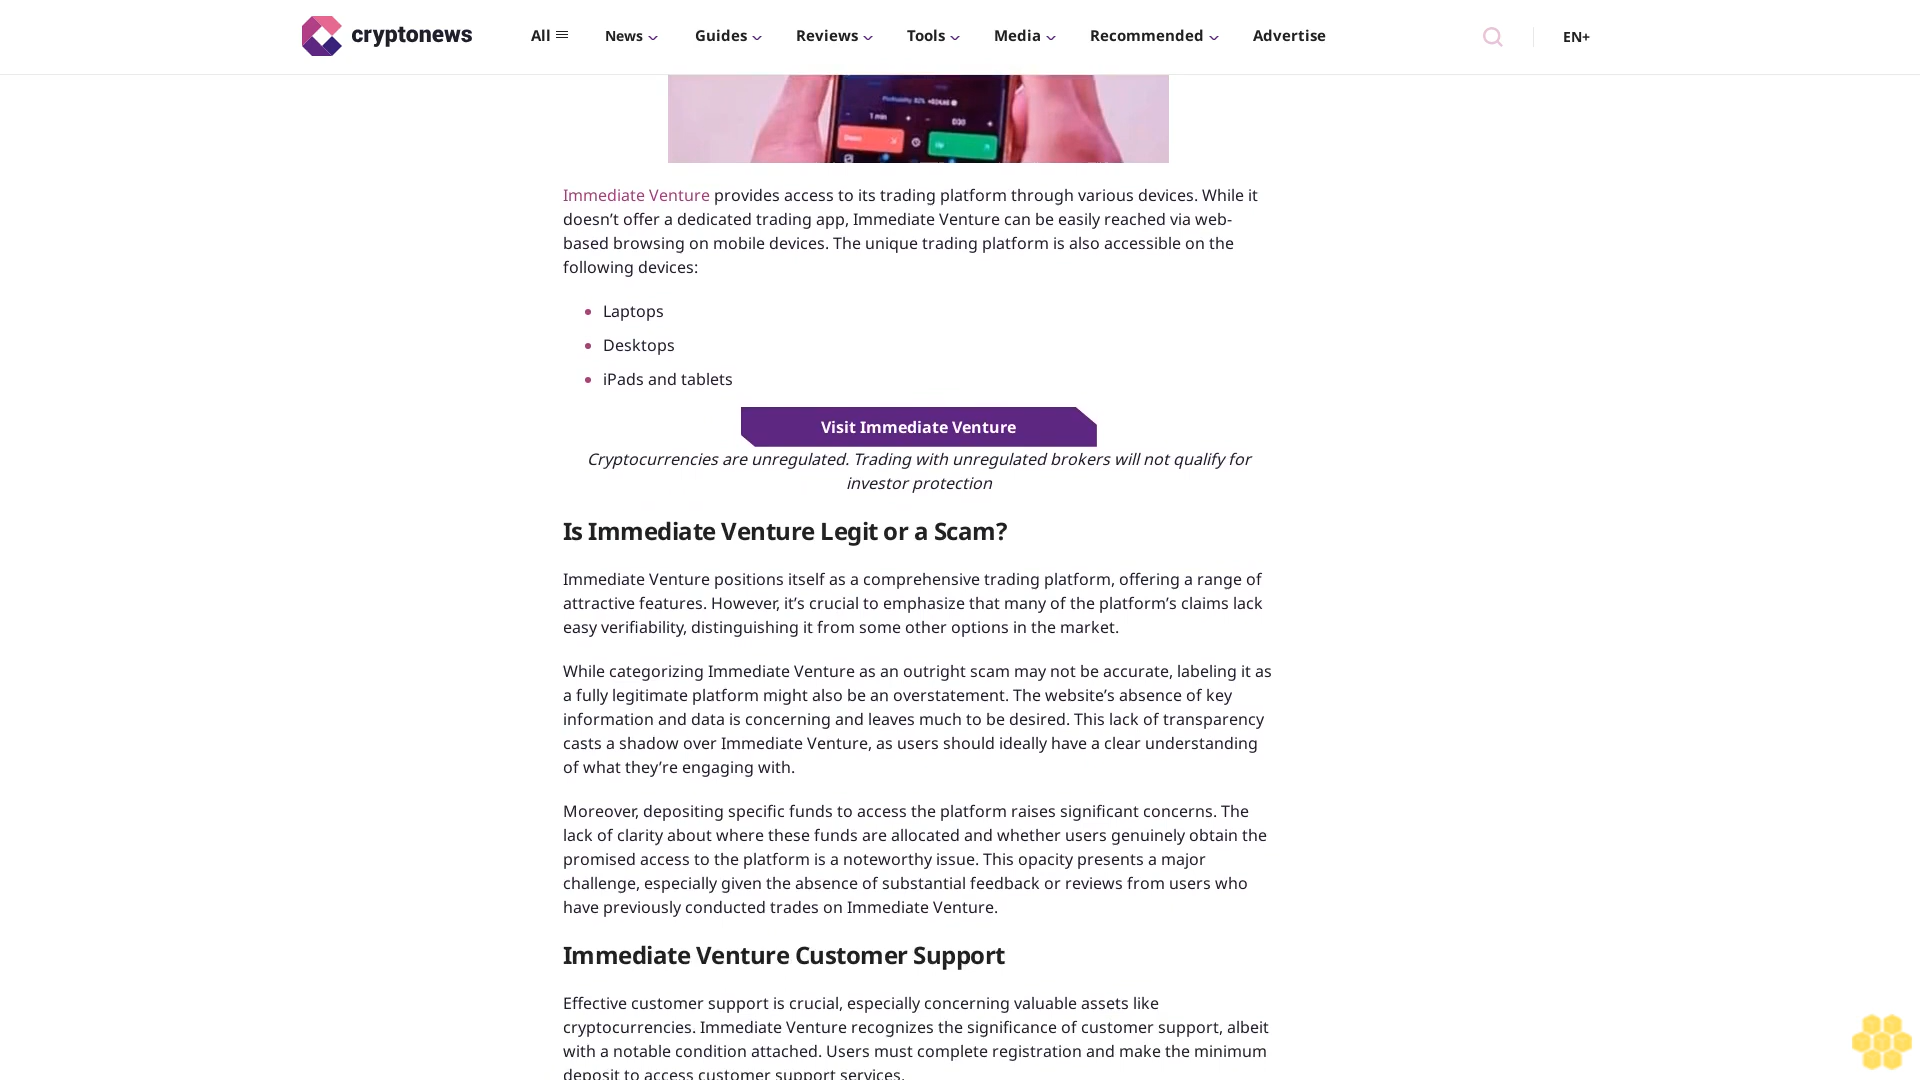 cryptonews
All
News
Guides
Reviews
Tools
Media
Recommended
Advertise
EN+
1 min
Down
Up
Immediate Venture provides access to its trading platform through various devices. While it
doesn’t offer a dedicated trading app, Immediate Venture can be easily reached via web-
based browsing on mobile devices. The unique trading platform is also accessible on the
following devices:
Laptops
Desktops
iPads and tablets
Visit Immediate Venture
Cryptocurrencies are unregulated. Trading with unregulated brokers will not qualify for
investor protection
Is Immediate Venture Legit or a Scam?
Immediate Venture positions itself as a comprehensive trading platform, offering a range of
attractive features. However, it’s crucial to emphasize that many of the platform’s claims lack
easy verifiability, distinguishing it from some other options in the market.
While categorizing Immediate Venture as an outright scam may not be accurate, labeling it as
a fully legitimate platform might also be an overstatement. The website’s absence of key
information and data is concerning and leaves much to be desired. This lack of transparency
casts a shadow over Immediate Venture, as users should ideally have a clear understanding
of what they’re engaging with.
Moreover, depositing specific funds to access the platform raises significant concerns. The
lack of clarity about where these funds are allocated and whether users genuinely obtain the
promised access to the platform is a noteworthy issue. This opacity presents a major
challenge, especially given the absence of substantial feedback or reviews from users who
have previously conducted trades on Immediate Venture.
Immediate Venture Customer Support
Effective customer support is crucial, especially concerning valuable assets like
cryptocurrencies. Immediate Venture recognizes the significance of customer support, albeit
with a notable condition attached. Users must complete registration and make the minimum
deposit to access customer support services.